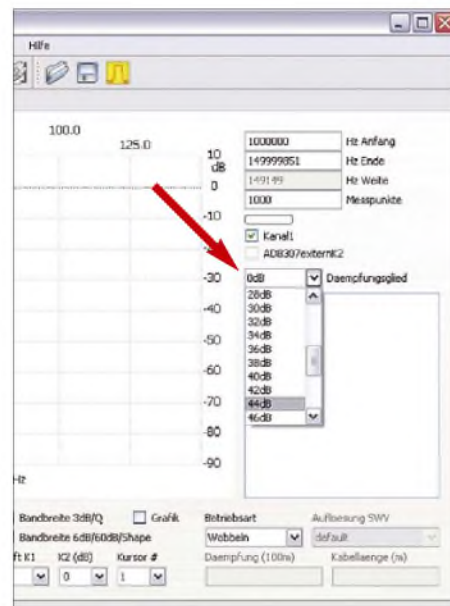 Hilfe
100.0
125.0
10
dB
0
-10
-30
-40
-50
-60
-70
-80
-90
Hz
1000000 Hz Anfang
149999851 Hz Ende
149149 Hz Weite
1000 Messpunkte
Kanal1
AD8307externK2
0dB Daempfungsglied
28dB
30dB
32dB
34dB
36dB
38dB
40dB
42dB
44dB
46dB
Bandbreite 3dB/Q Grafik
Bandbreite 6dB/60dB/Shape
ft K1 K2 (dB) Kursor #
0 1
Betriebsart Aufloesung SWV
Wobbeln default
Daempfung (100m) Kabellaenge (m)